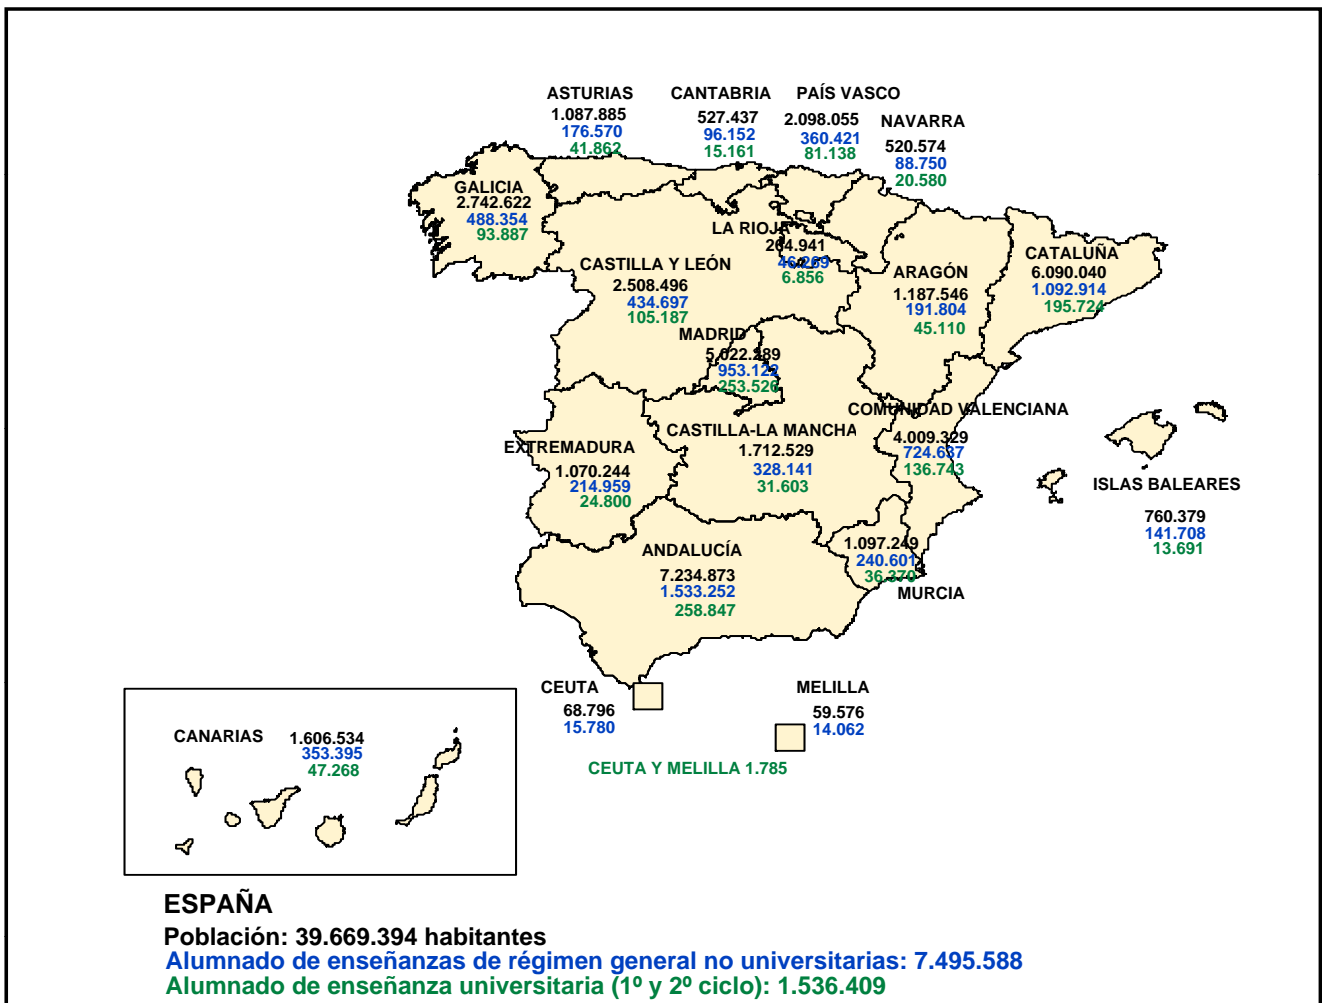 ASTURIAS
1.087.885
176.570
41.862
CANTABRIA
527.437
96.152
15.161
PAÍS VASCO
2.098.055
360.421
81.138
NAVARRA
520.574
88.750
20.580
GALICIA
2.742.622
488.354
93.887
LA RIOJA
264.941
46.269
6.856
CASTILLA Y LEÓN
2.508.496
434.697
105.187
ARAGÓN
1.187.546
191.804
45.110
CATALUÑA
6.090.040
1.092.914
195.724
MADRID
5.022.289
953.122
253.526
COMUNIDAD VALENCIANA
4.009.329
724.637
136.743
EXTREMADURA
1.070.244
214.959
24.800
CASTILLA-LA MANCHA
1.712.529
328.141
31.603
ISLAS BALEARES
760.379
141.708
13.691
ANDALUCÍA
7.234.873
1.533.252
258.847
1.097.249
240.601
36.370
MURCIA
CEUTA
68.796
15.780
MELILLA
59.576
14.062
CEUTA Y MELILLA 1.785
CANARIAS
1.606.534
353.395
47.268
ESPAÑA
Población: 39.669.394 habitantes
Alumnado de enseñanzas de régimen general no universitarias: 7.495.588
Alumnado de enseñanza universitaria (1º y 2º ciclo): 1.536.409